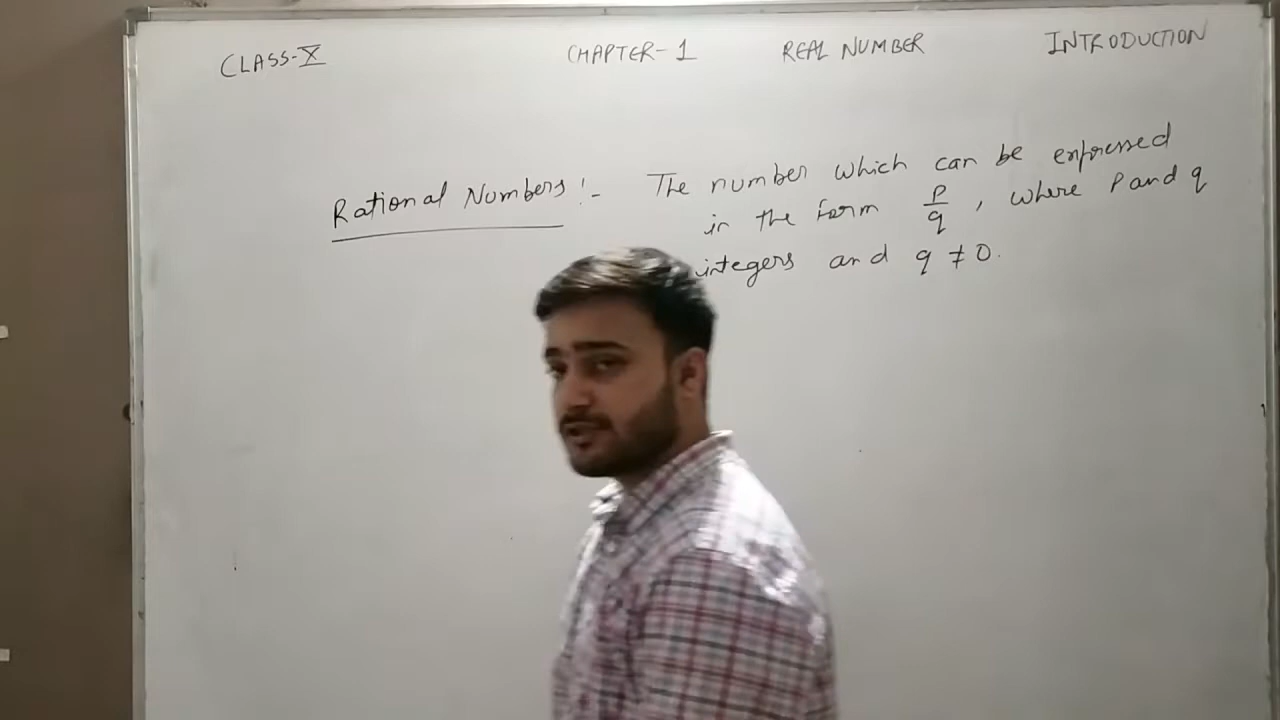 CLASS-X CHAPTER-1 REAL NUMBER INTRODUCTION
Rational Numbers:- The number which can be expressed
in the form p/q, where p and q
integers and q ≠ 0.